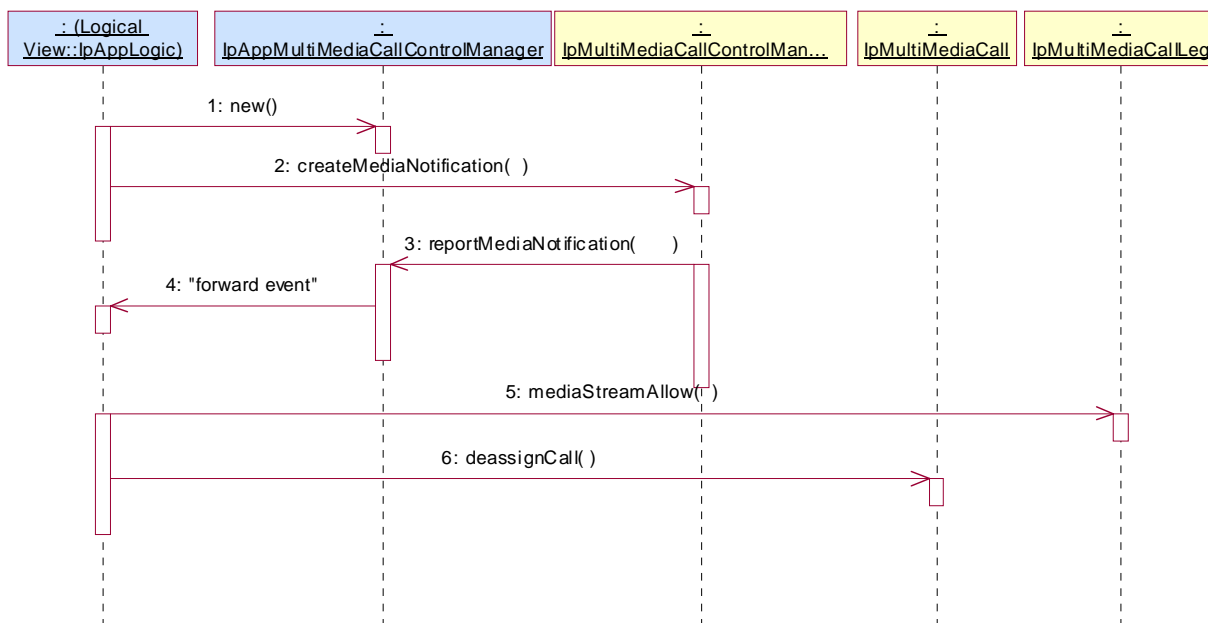 : (Logical
View::IpAppLogic)
:
IpAppMultiMediaCallControlManager
:
IpMultiMediaCallControlMan...
:
IpMultiMediaCall
:
IpMultiMediaCallLeg
1: new()
2: createMediaNotification( )
3: reportMediaNotification( )
4: "forward event"
5: mediaStreamAllow( )
6: deassignCall( )